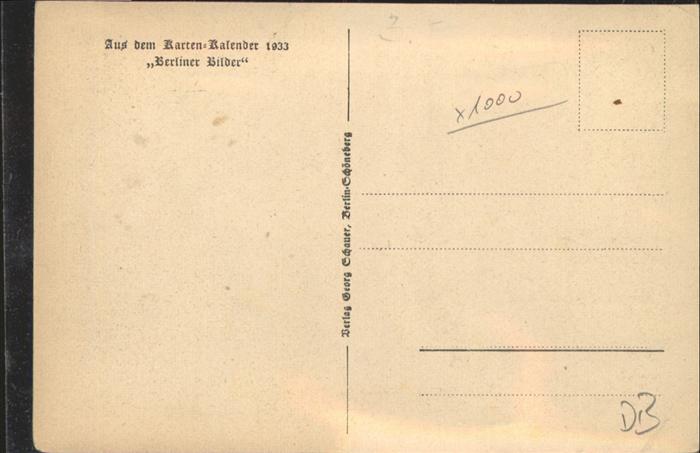 Aus dem Karten-Kalender 1933
„Berliner Bilder“
Verlag Georg Schauer, Berlin-Schöneberg
x1000
DB